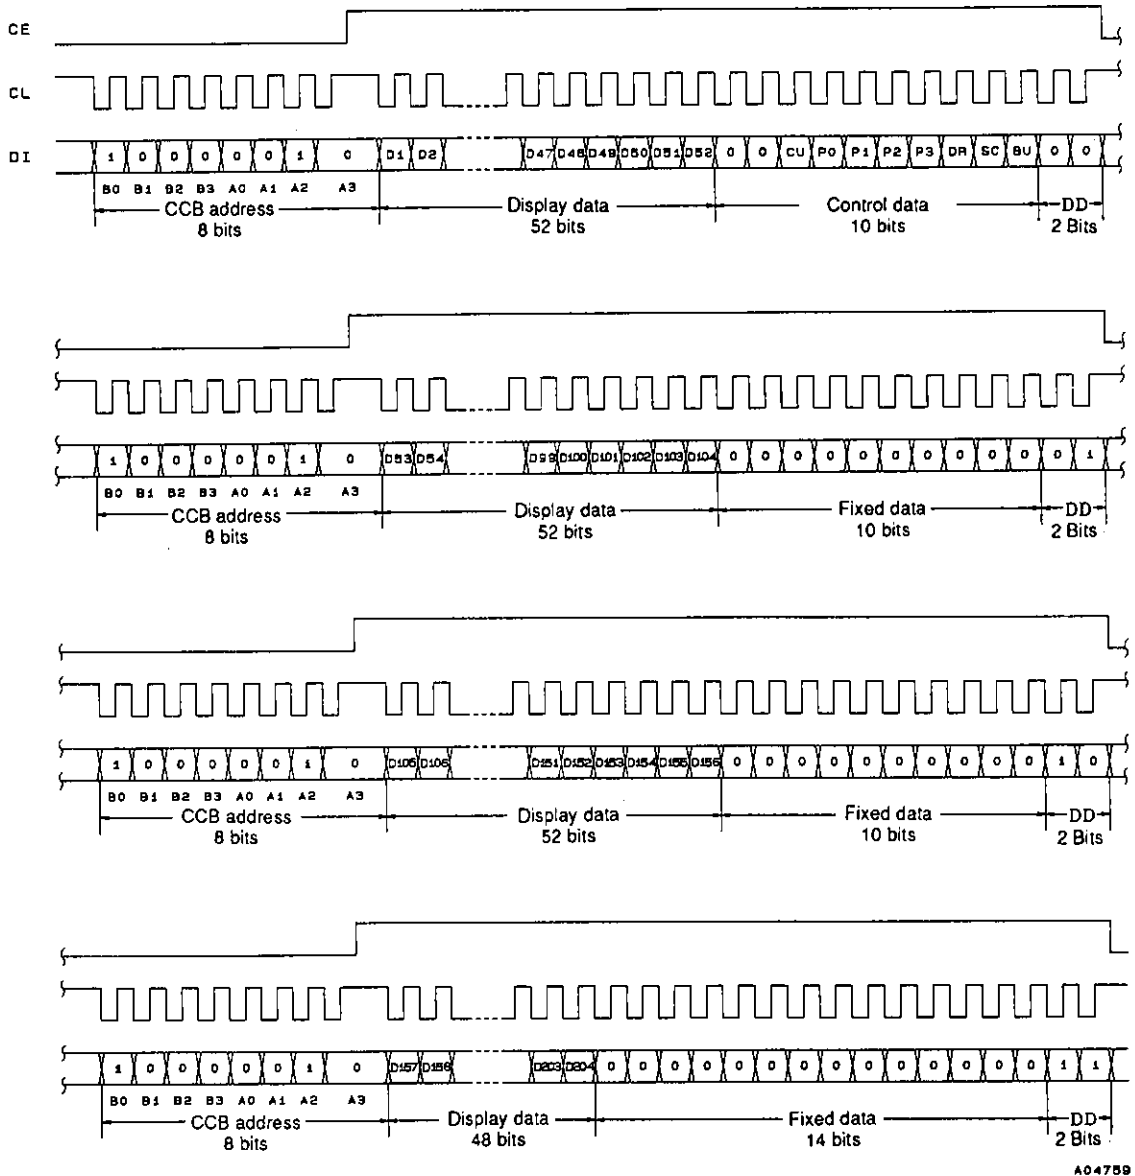 CE
CL
DI 1 0 0 0 0 0 1 0 D1 D2 D47 D48 D49 D50 D51 D52 0 0 CU P0 P1 P2 P3 DR SC BU 0 0
B0 B1 B2 B3 A0 A1 A2 A3
CCB address Display data Control data DD
8 bits 52 bits 10 bits 2 Bits
1 0 0 0 0 0 1 0 D53 D54 D99 D100 D101 D102 D103 D104 0 0 0 0 0 0 0 0 0 0 0 1
B0 B1 B2 B3 A0 A1 A2 A3
CCB address Display data Fixed data DD
8 bits 52 bits 10 bits 2 Bits
1 0 0 0 0 0 1 0 D105 D106 D151 D152 D153 D154 D155 D156 0 0 0 0 0 0 0 0 0 0 1 0
B0 B1 B2 B3 A0 A1 A2 A3
CCB address Display data Fixed data DD
8 bits 52 bits 10 bits 2 Bits
1 0 0 0 0 0 1 0 D157 D158 D203 D204 0 0 0 0 0 0 0 0 0 0 0 0 0 0 1 1
B0 B1 B2 B3 A0 A1 A2 A3
CCB address Display data Fixed data DD
8 bits 48 bits 14 bits 2 Bits
A04759